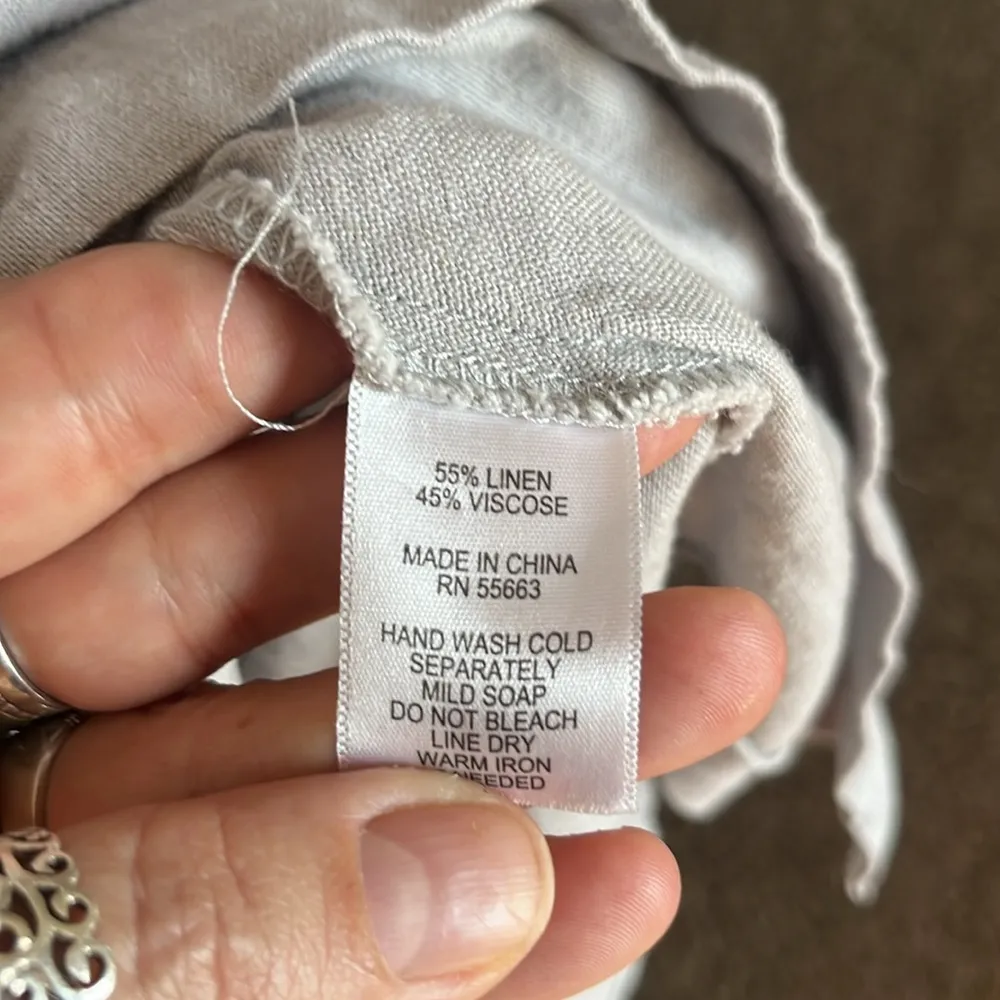 55% LINEN
45% VISCOSE
MADE IN CHINA
RN 55663
HAND WASH COLD
SEPARATELY
MILD SOAP
DO NOT BLEACH
LINE DRY
WARM IRON
NEEDED